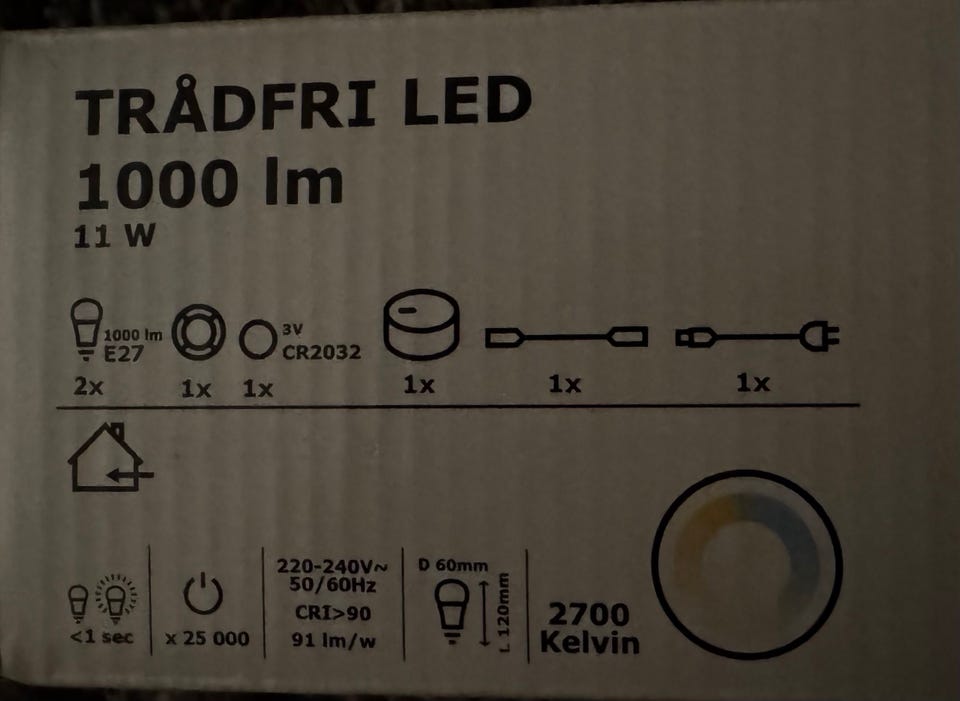 TRÅDFRI LED
1000 lm
11 W
1000 lm
E27
2x
1x
3V
CR2032
1x
1x
1x
1x
<1 sec
x 25 000
220-240V~
50/60Hz
CRI>90
91 lm/w
D 60mm
L 120mm
2700
Kelvin